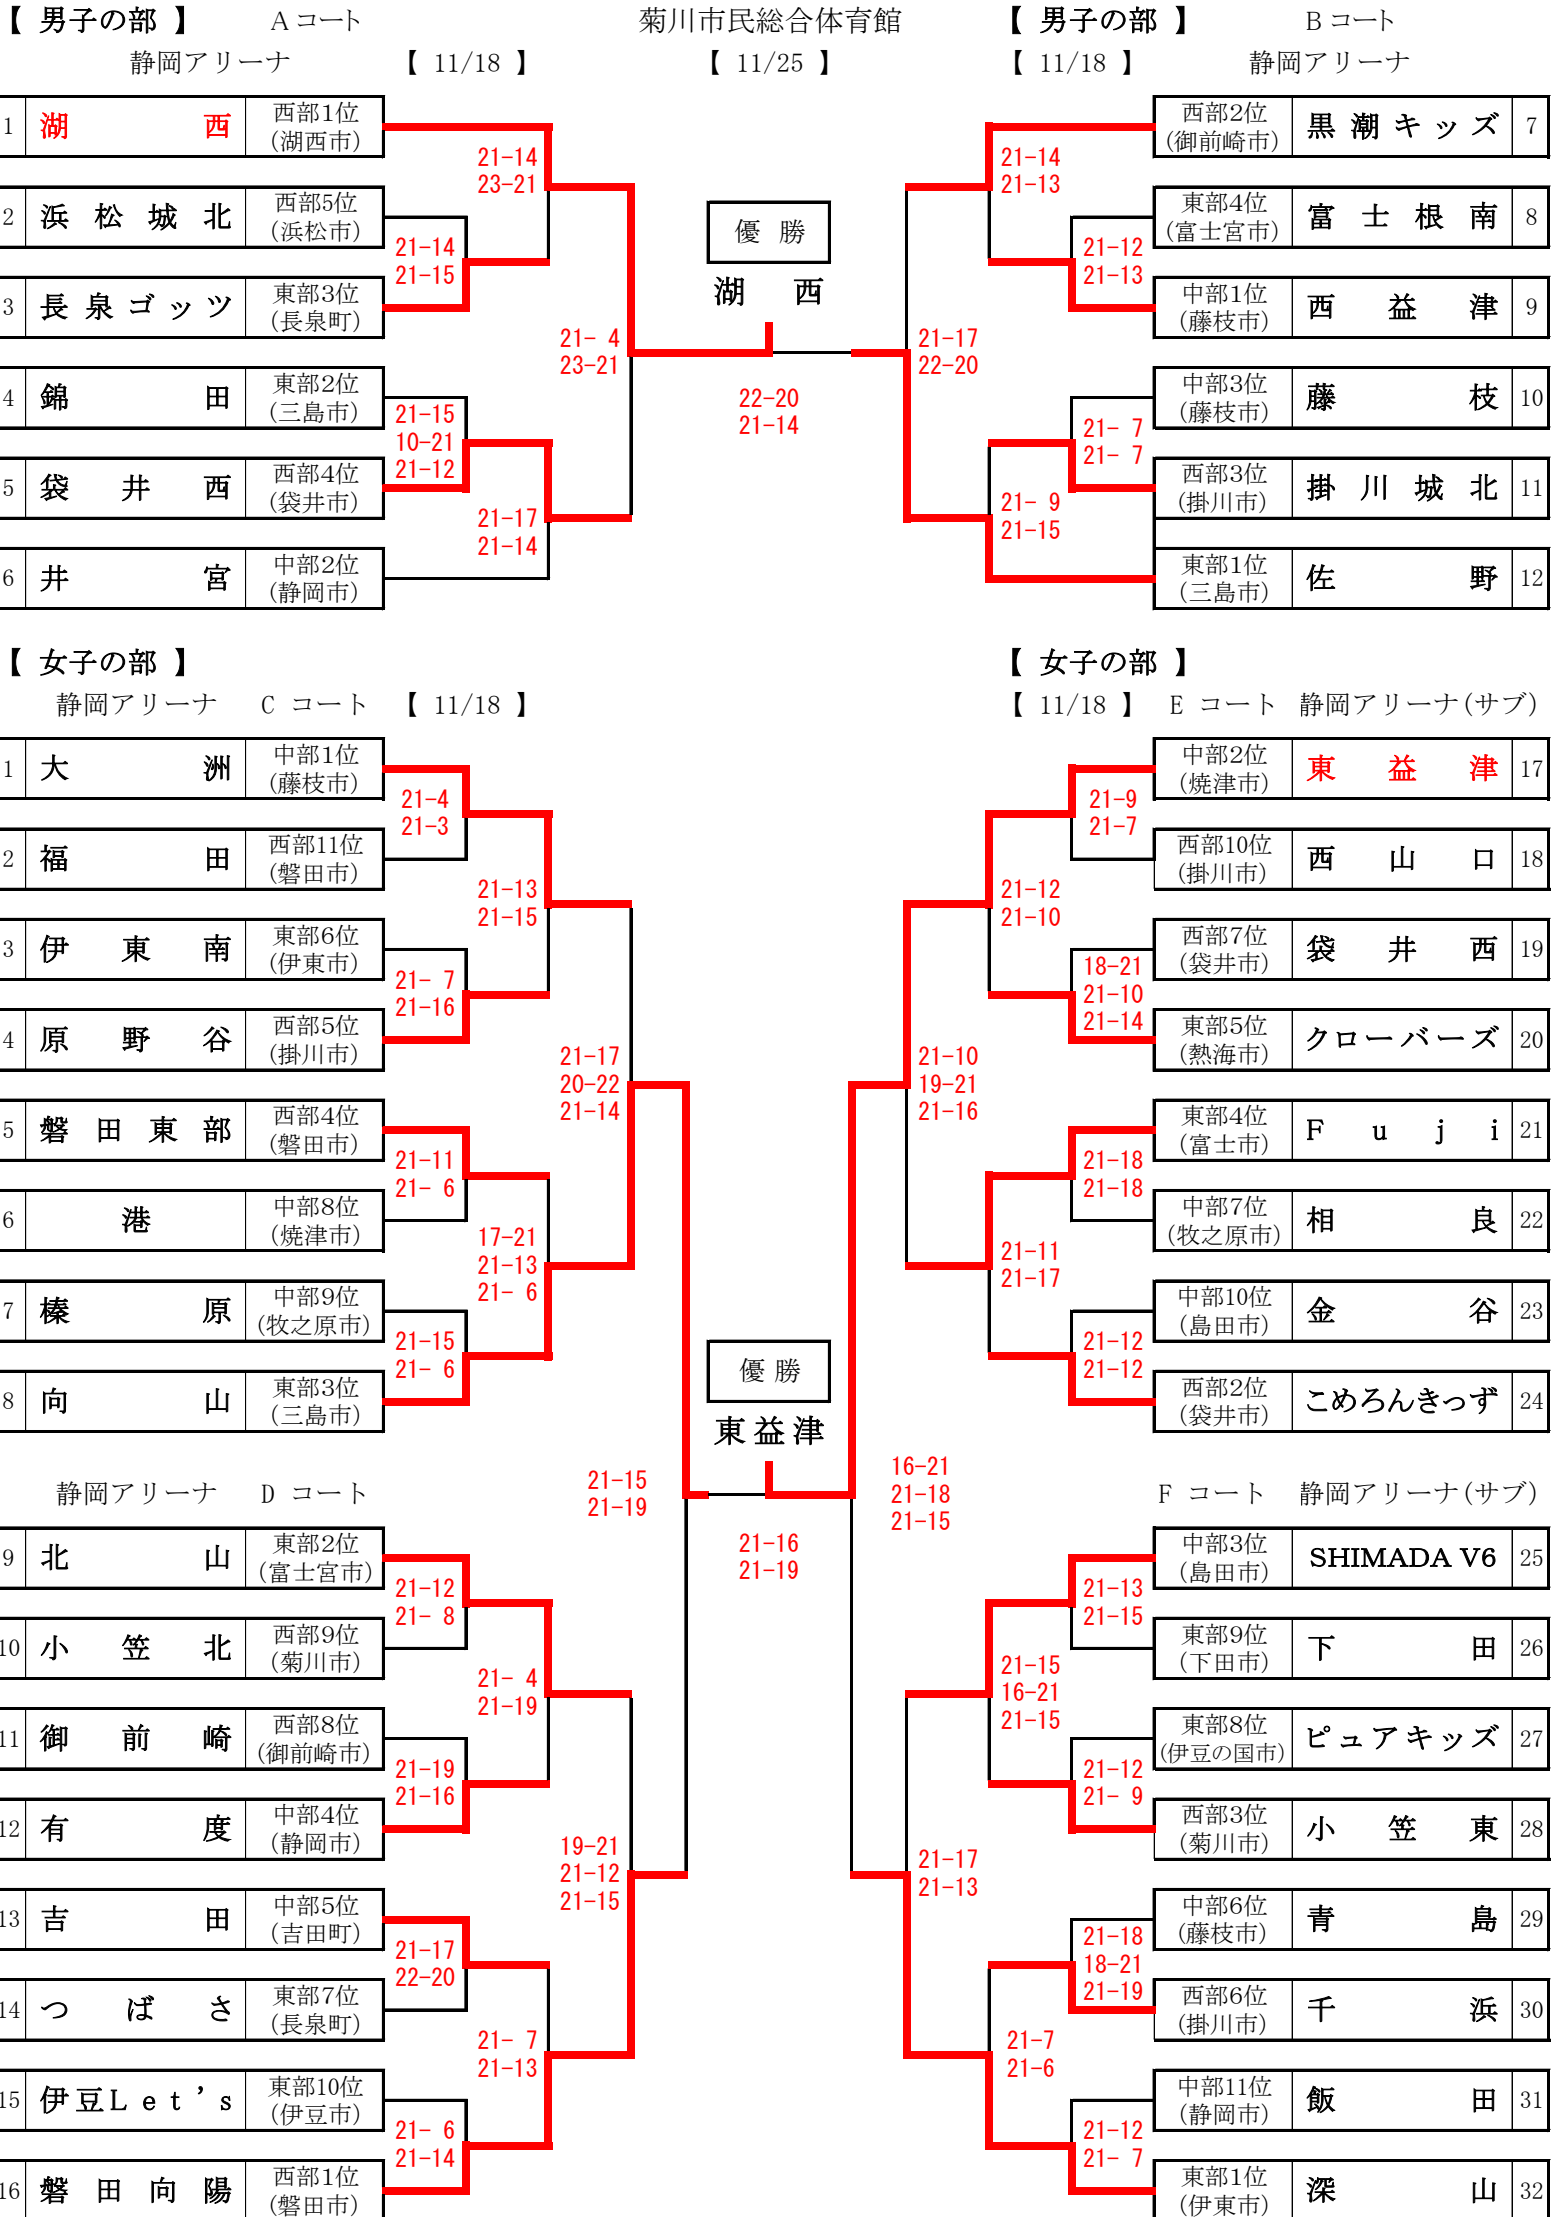 【 男子の部 】 Aコート 菊川市民総合体育館 【 男子の部 】 Bコート
静岡アリーナ 【 11/18 】 【 11/25 】 【 11/18 】 静岡アリーナ
1 湖西 西部1位 (湖西市)
21-14
23-21
2 浜松城北 西部5位 (浜松市)
21-14
21-15
3 長泉ゴッツ 東部3位 (長泉町)
21- 4
23-21
4 錦田 東部2位 (三島市)
21-15
10-21
21-12
5 袋井西 西部4位 (袋井市)
21-17
21-14
6 井宮 中部2位 (静岡市)
優勝
湖西
22-20
21-14
西部2位 (御前崎市) 黒潮キッズ 7
21-14
21-13
東部4位 (富士宮市) 富士根南 8
21-12
21-13
中部1位 (藤枝市) 西益津 9
21-17
22-20
中部3位 (藤枝市) 藤枝 10
21- 7
21- 7
西部3位 (掛川市) 掛川城北 11
21- 9
21-15
東部1位 (三島市) 佐野 12
【 女子の部 】 【 女子の部 】
静岡アリーナ C コート 【 11/18 】 【 11/18 】 E コート 静岡アリーナ(サブ)
1 大洲 中部1位 (藤枝市)
21-4
21-3
2 福田 西部11位 (磐田市)
21-13
21-15
3 伊東南 東部6位 (伊東市)
21- 7
21-16
4 原野谷 西部5位 (掛川市)
21-17
20-22
21-14
5 磐田東部 西部4位 (磐田市)
21-11
21- 6
6 港 中部8位 (焼津市)
17-21
21-13
21- 6
7 榛原 中部9位 (牧之原市)
21-15
21- 6
8 向山 東部3位 (三島市)
優勝
東益津
21-15
21-19
21-16
21-19
16-21
21-18
21-15
中部2位 (焼津市) 東益津 17
21-9
21-7
西部10位 (掛川市) 西山口 18
21-12
21-10
西部7位 (袋井市) 袋井西 19
18-21
21-10
21-14
東部5位 (熱海市) クローバーズ 20
21-10
19-21
21-16
東部4位 (富士市) Fuji 21
21-18
21-18
中部7位 (牧之原市) 相良 22
21-11
21-17
中部10位 (島田市) 金谷 23
21-12
21-12
西部2位 (袋井市) こめろんきっず 24
静岡アリーナ D コート F コート 静岡アリーナ(サブ)
9 北山 東部2位 (富士宮市)
21-12
21- 8
10 小笠北 西部9位 (菊川市)
21- 4
21-19
11 御前崎 西部8位 (御前崎市)
21-19
21-16
12 有度 中部4位 (静岡市)
19-21
21-12
21-15
13 吉田 中部5位 (吉田町)
21-17
22-20
14 つばさ 東部7位 (長泉町)
21- 7
21-13
15 伊豆Let’s 東部10位 (伊豆市)
21- 6
21-14
16 磐田向陽 西部1位 (磐田市)
中部3位 (島田市) SHIMADA V6 25
21-13
21-15
東部9位 (下田市) 下田 26
21-15
16-21
21-15
東部8位 (伊豆の国市) ピュアキッズ 27
21-12
21- 9
西部3位 (菊川市) 小笠東 28
21-17
21-13
中部6位 (藤枝市) 青島 29
21-18
18-21
21-19
西部6位 (掛川市) 千浜 30
21-7
21-6
中部11位 (静岡市) 飯田 31
21-12
21- 7
東部1位 (伊東市) 深山 32